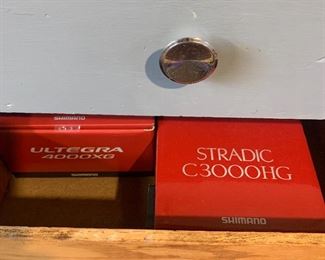 SHIMANO
ULTEGRA
4000XG
STRADIC
C3000HG
SHIMANO